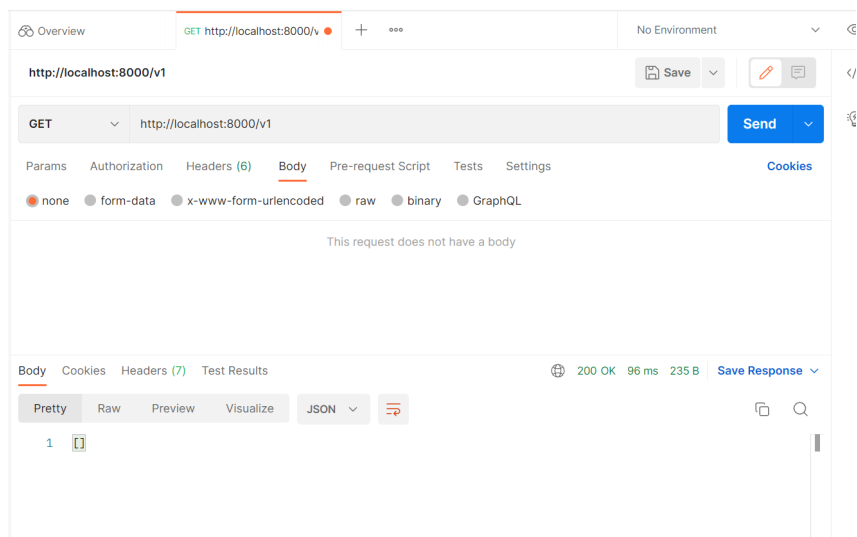 Overview
GET http://localhost:8000/v
No Environment
http://localhost:8000/v1
Save
GET http://localhost:8000/v1 Send
Params Authorization Headers (6) Body Pre-request Script Tests Settings Cookies
none form-data x-www-form-urlencoded raw binary GraphQL
This request does not have a body
Body Cookies Headers (7) Test Results 200 OK 96 ms 235 B Save Response
Pretty Raw Preview Visualize JSON
1 []